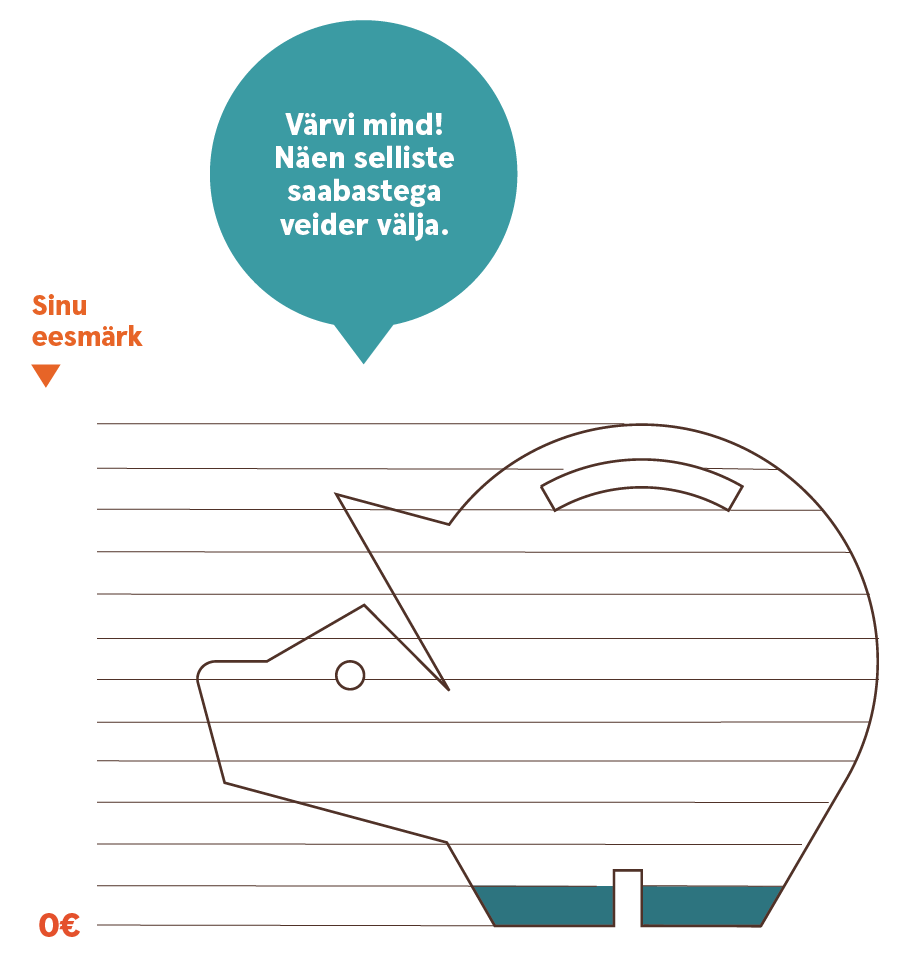 Värvi mind!
Näen selliste
saabastega
veider välja.
Sinu
eesmärk
0€